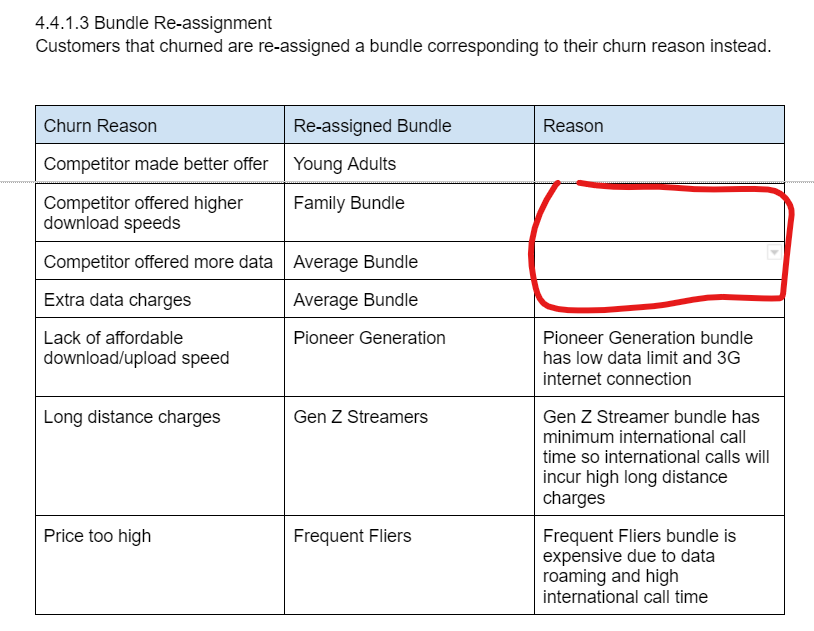 4.4.1.3 Bundle Re-assignment
Customers that churned are re-assigned a bundle corresponding to their churn reason instead.
Churn Reason
Re-assigned Bundle
Reason
Competitor made better offer
Young Adults
Competitor offered higher
download speeds
Family Bundle
Competitor offered more data
Average Bundle
Extra data charges
Average Bundle
Lack of affordable
download/upload speed
Pioneer Generation
Pioneer Generation bundle
has low data limit and 3G
internet connection
Long distance charges
Gen Z Streamers
Gen Z Streamer bundle has
minimum international call
time so international calls will
incur high long distance
charges
Price too high
Frequent Fliers
Frequent Fliers bundle is
expensive due to data
roaming and high
international call time